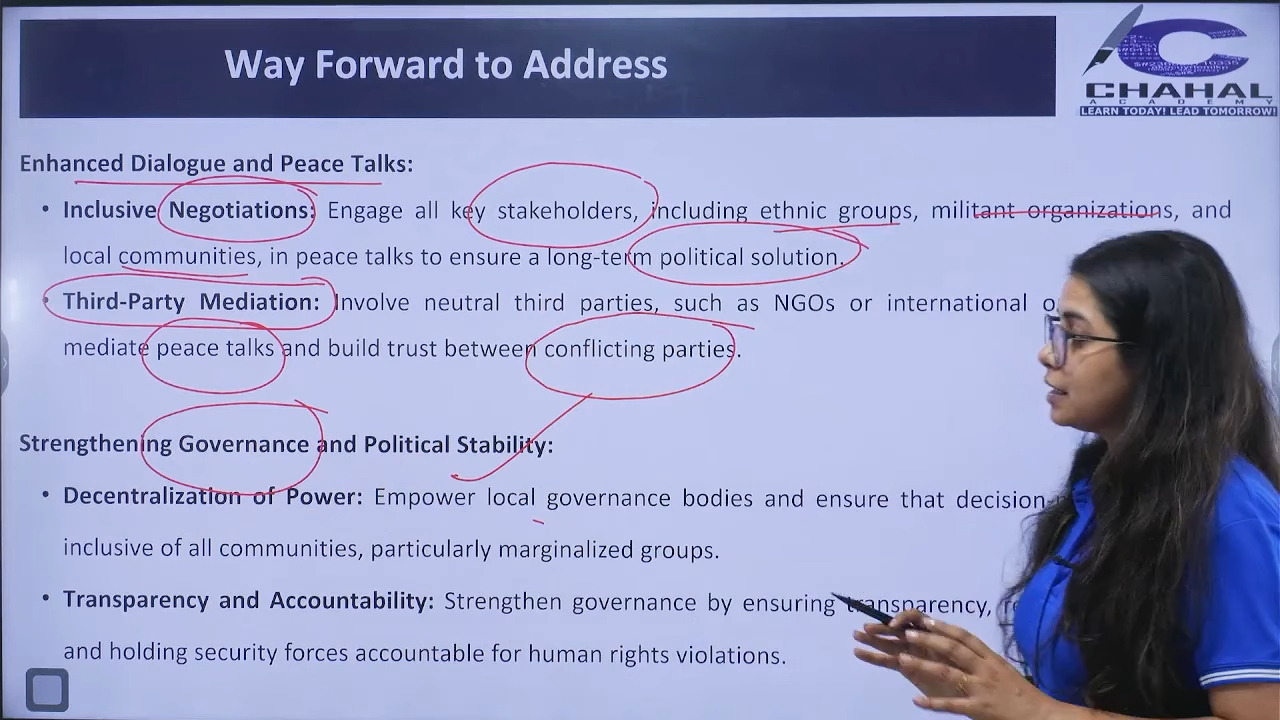 Way Forward to Address
CHAHAL
ACADEMY
LEARN TODAY! LEAD TOMORROW!
Enhanced Dialogue and Peace Talks:
• Inclusive Negotiations: Engage all key stakeholders, including ethnic groups, militant organizations, and
local communities, in peace talks to ensure a long-term political solution.
• Third-Party Mediation: Involve neutral third parties, such as NGOs or international
mediate peace talks and build trust between conflicting parties.
Strengthening Governance and Political Stability:
• Decentralization of Power: Empower local governance bodies and ensure that decision-
inclusive of all communities, particularly marginalized groups.
• Transparency and Accountability: Strengthen governance by ensuring transparency,
and holding security forces accountable for human rights violations.